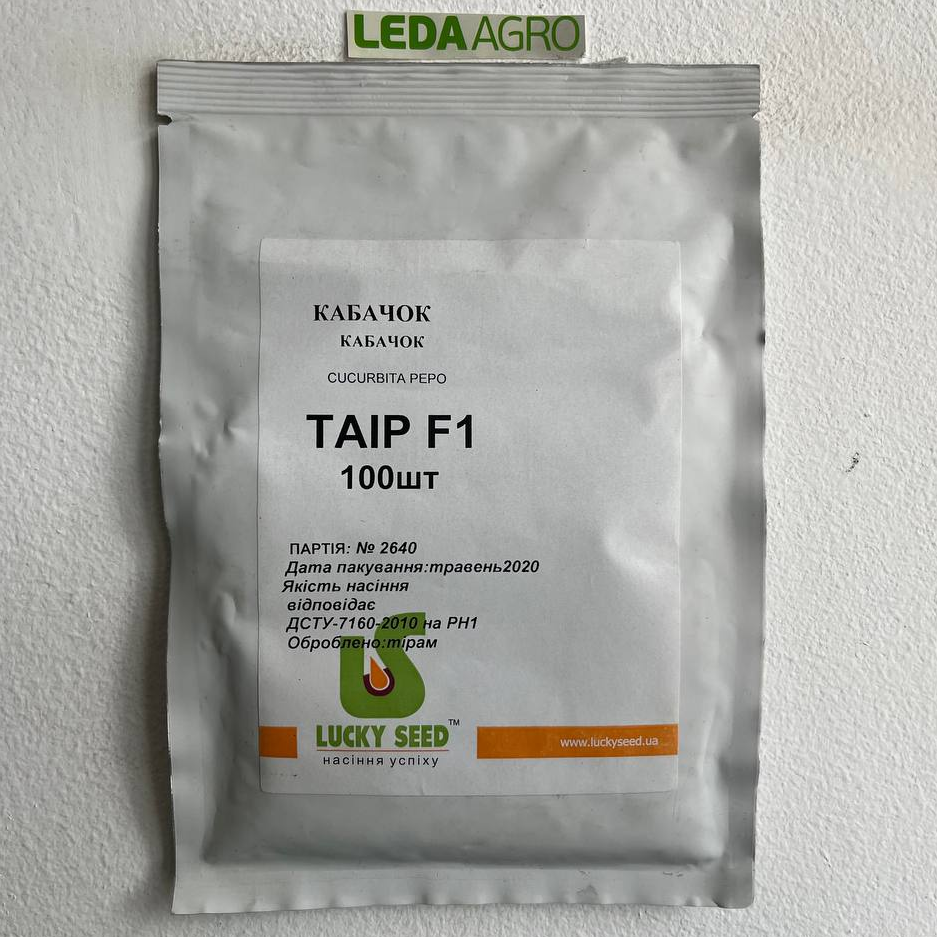 LEDA AGRO
КАБАЧОК
КАБАЧОК
CUCURBITA PEPO
ТАІР F1
100шт
ПАРТІЯ: № 2640
Дата пакування:травень2020
Якість насіння
відповідає
ДСТУ-7160-2010 на РН1
Оброблено:тірам
LUCKY SEED™
насіння успіху
www.luckyseed.ua